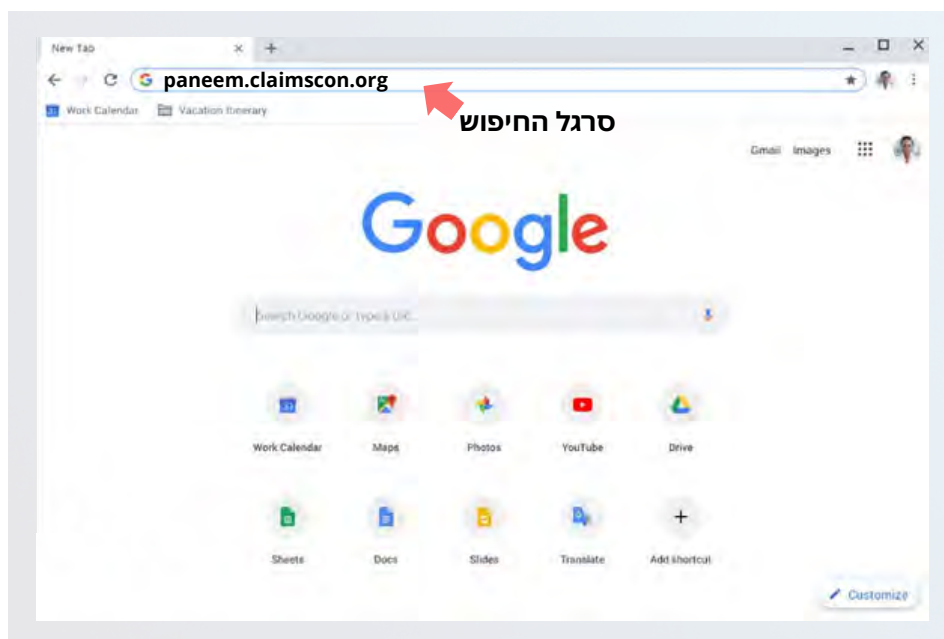 New Tab
paneem.claimscon.org
Work Calendar Vacation Itinerary
סרגל החיפוש
Gmail Images
Google
Search Google or type a URL
Work Calendar Maps Photos YouTube Drive
Sheets Docs Slides Translate Add shortcut
Customize